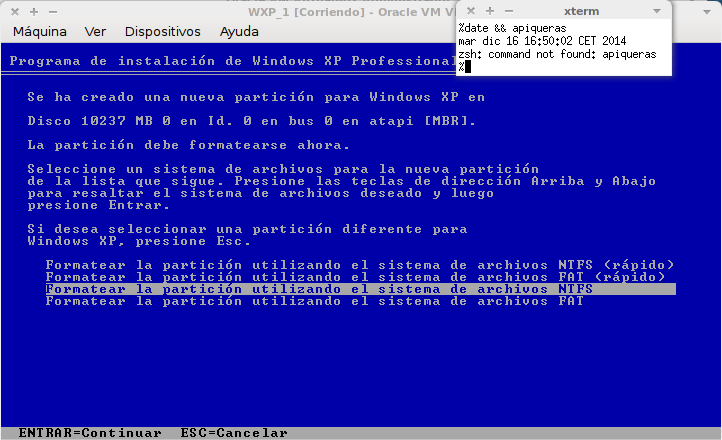 WXP_1 [Corriendo] - Oracle VM V
Máquina Ver Dispositivos Ayuda
xterm
%date && apiqueras
mar dic 16 16:50:02 CET 2014
zsh: command not found: apiqueras
%
Programa de instalación de Windows XP Professional
Se ha creado una nueva partición para Windows XP en
Disco 10237 MB 0 en Id. 0 en bus 0 en atapi [MBR].
La partición debe formatearse ahora.
Seleccione un sistema de archivos para la nueva partición
de la lista que sigue. Presione las teclas de dirección Arriba y Abajo
para resaltar el sistema de archivos deseado y luego
presione Entrar.
Si desea seleccionar una partición diferente para
Windows XP, presione Esc.
Formatear la partición utilizando el sistema de archivos NTFS (rápido)
Formatear la partición utilizando el sistema de archivos FAT (rápido)
Formatear la partición utilizando el sistema de archivos NTFS
Formatear la partición utilizando el sistema de archivos FAT
ENTRAR=Continuar ESC=Cancelar